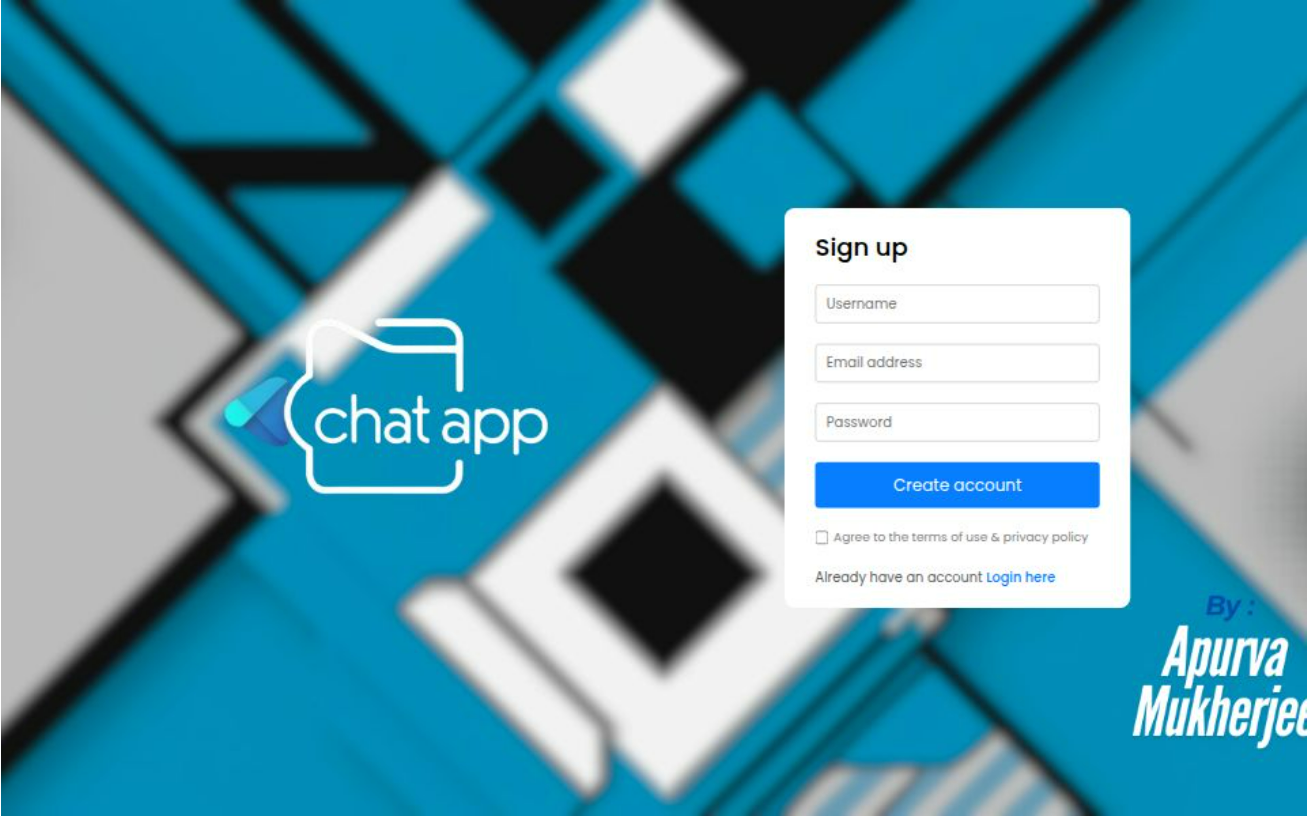 chat app
Sign up
Username
Email address
Password
Create account
Agree to the terms of use & privacy policy
Already have an account Login here
By :
Apurva
Mukherjee